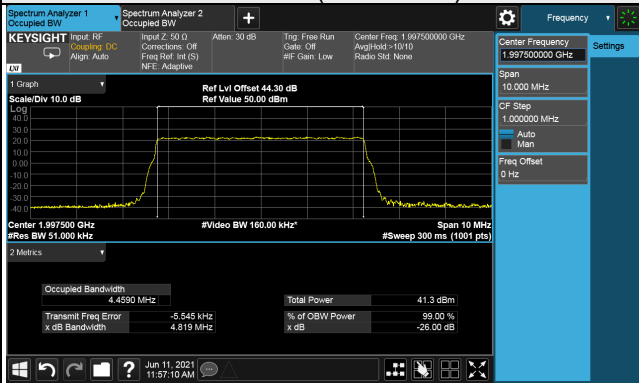 Spectrum Analyzer 1
Occupied BW
Spectrum Analyzer 2
Occupied BW
+
Frequency
KEYSIGHT
Input: RF
Coupling: DC
Align: Auto
Input Z: 50 Ω
Corrections: Off
Freq Ref: Int (S)
NFE: Adaptive
Atten: 30 dB
Trig: Free Run
Gate: Off
#IF Gain: Low
Center Freq: 1.997500000 GHz
Avg|Hold:>10/10
Radio Std: None
LXI
Center Frequency
1.997500000 GHz
Settings
Span
10.000 MHz
CF Step
1.000000 MHz
Auto
Man
Freq Offset
0 Hz
1 Graph
Scale/Div 10.0 dB
Ref Lvl Offset 44.30 dB
Ref Value 50.00 dBm
Log
40.0
30.0
20.0
10.0
0.00
-10.0
-20.0
-30.0
-40.0
Center 1.997500 GHz
#Video BW 160.00 kHz*
Span 10 MHz
#Res BW 51.000 kHz
#Sweep 300 ms (1001 pts)
2 Metrics
Occupied Bandwidth
4.4590 MHz
Total Power 41.3 dBm
Transmit Freq Error -5.545 kHz
% of OBW Power 99.00 %
x dB Bandwidth 4.819 MHz
x dB -26.00 dB
?
Jun 11, 2021
11:57:10 AM